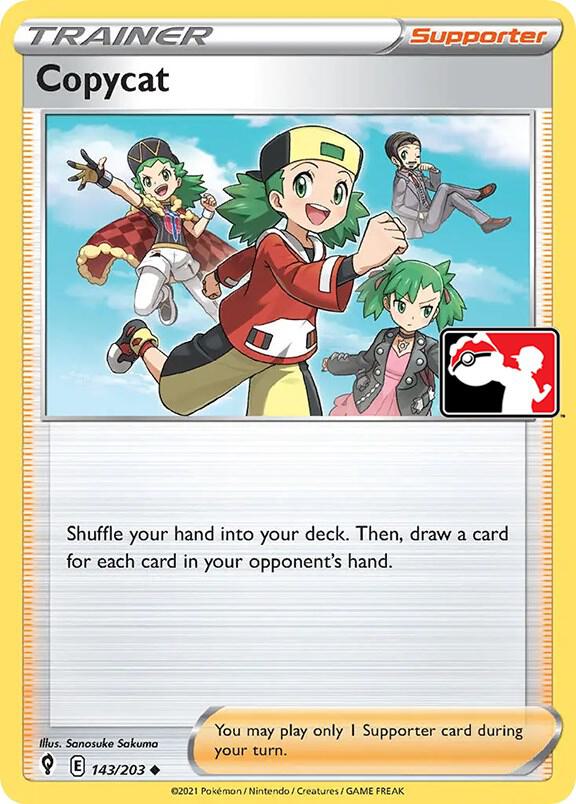 TRAINER
Supporter
Copycat
Shuffle your hand into your deck. Then, draw a card
for each card in your opponent's hand.
Illus. Sanosuke Sakuma
You may play only 1 Supporter card during
your turn.
E 143/203
©2021 Pokémon / Nintendo / Creatures / GAME FREAK